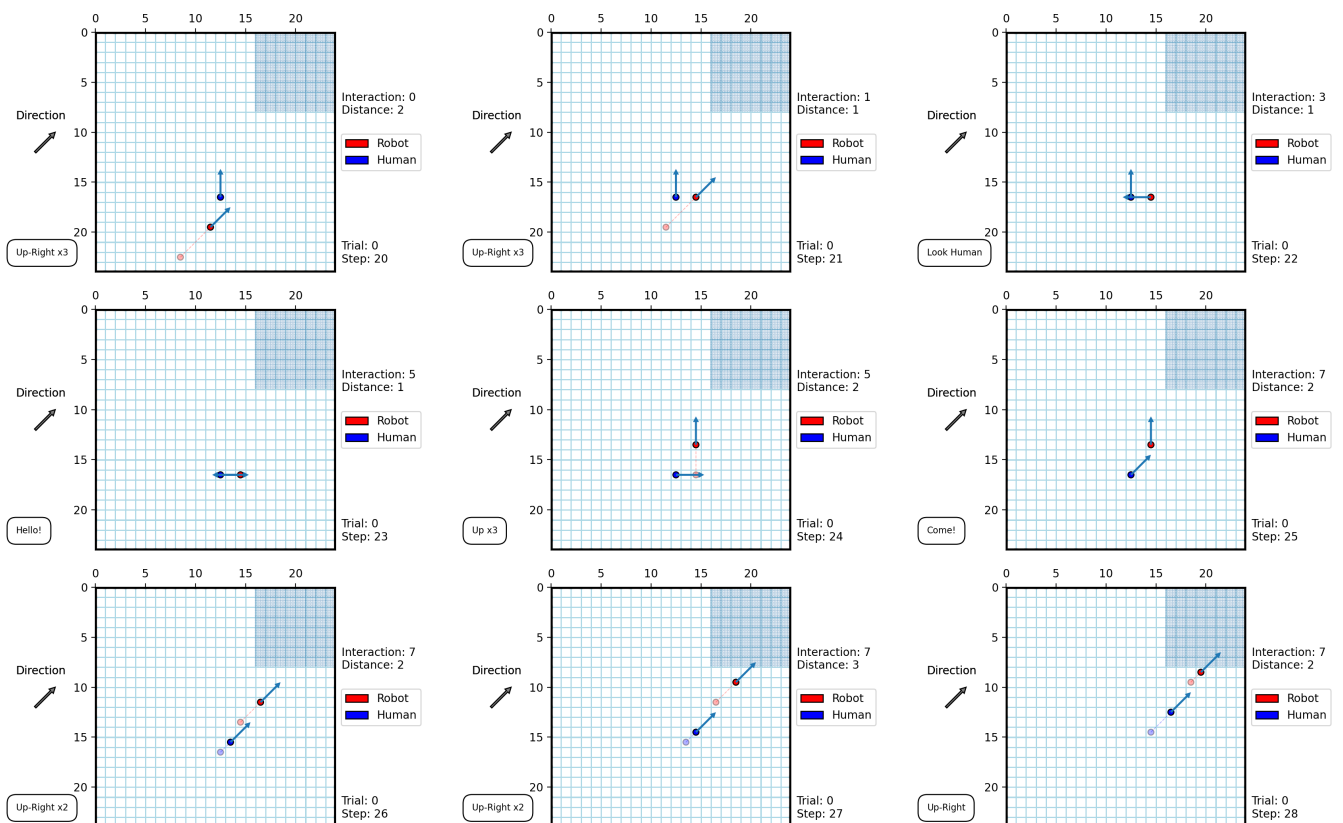 0 5 10 15 20
0
5
10
15
20
Direction
Interaction: 0
Distance: 2
Robot
Human
Up-Right x3
Trial: 0
Step: 20
0 5 10 15 20
0
5
10
15
20
Direction
Interaction: 1
Distance: 1
Robot
Human
Up-Right x3
Trial: 0
Step: 21
0 5 10 15 20
0
5
10
15
20
Direction
Interaction: 3
Distance: 1
Robot
Human
Look Human
Trial: 0
Step: 22
0 5 10 15 20
0
5
10
15
20
Direction
Interaction: 5
Distance: 1
Robot
Human
Hello!
Trial: 0
Step: 23
0 5 10 15 20
0
5
10
15
20
Direction
Interaction: 5
Distance: 2
Robot
Human
Up x3
Trial: 0
Step: 24
0 5 10 15 20
0
5
10
15
20
Direction
Interaction: 7
Distance: 2
Robot
Human
Come!
Trial: 0
Step: 25
0 5 10 15 20
0
5
10
15
20
Direction
Interaction: 7
Distance: 2
Robot
Human
Up-Right x2
Trial: 0
Step: 26
0 5 10 15 20
0
5
10
15
20
Direction
Interaction: 7
Distance: 3
Robot
Human
Up-Right x2
Trial: 0
Step: 27
0 5 10 15 20
0
5
10
15
20
Direction
Interaction: 7
Distance: 2
Robot
Human
Up-Right
Trial: 0
Step: 28